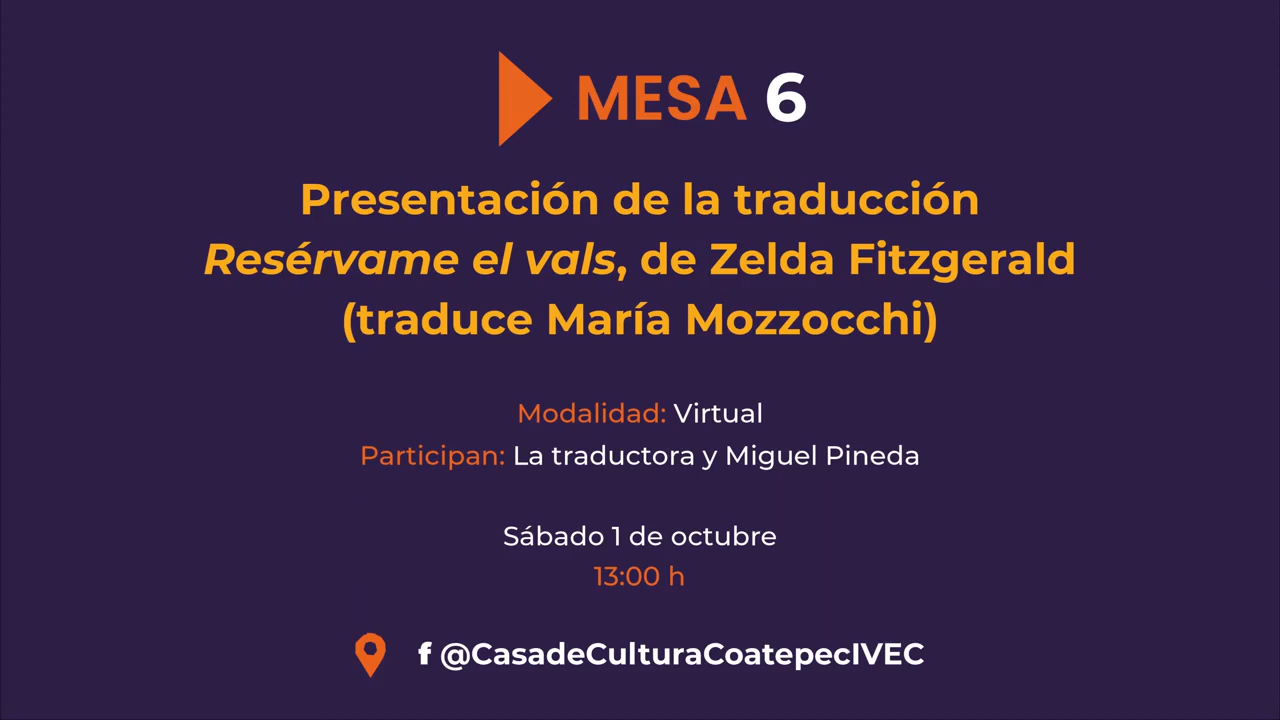 MESA 6
Presentación de la traducción
Resérvame el vals, de Zelda Fitzgerald
(traduce María Mozzocchi)
Modalidad: Virtual
Participan: La traductora y Miguel Pineda
Sábado 1 de octubre
13:00 h
f @CasadeCulturaCoatepecIVEC